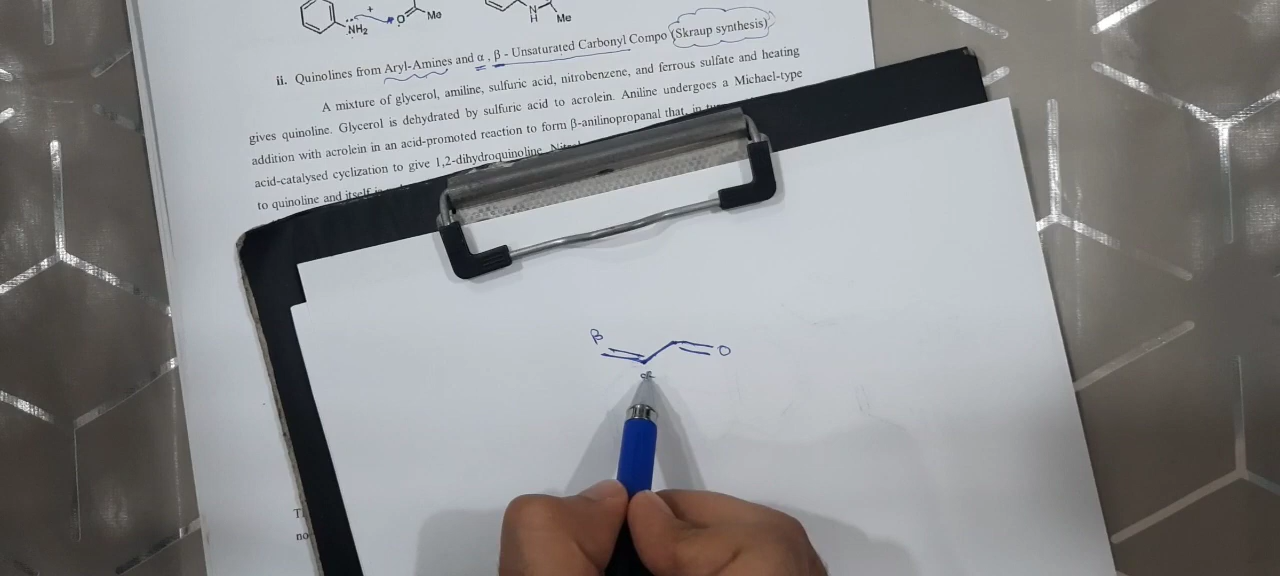 NH₂ + O Me N H Me
ii. Quinolines from Aryl-Amines and α , β - Unsaturated Carbonyl Compo (Skraup synthesis)
A mixture of glycerol, amiline, sulfuric acid, nitrobenzene, and ferrous sulfate and heating
gives quinoline. Glycerol is dehydrated by sulfuric acid to acrolein. Aniline undergoes a Michael-type
addition with acrolein in an acid-promoted reaction to form β-anilinopropanal that, in
acid-catalysed cyclization to give 1,2-dihydroquinoline.
to quinoline and itself
β O
α